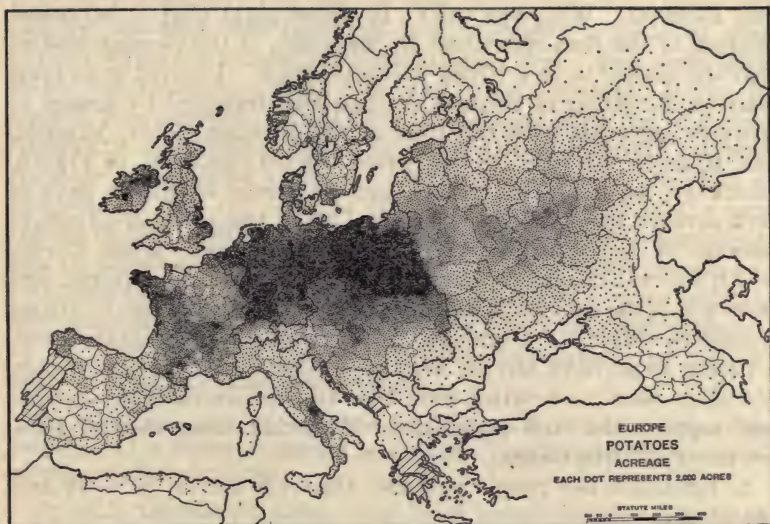 EUROPE
POTATOES
ACREAGE
EACH DOT REPRESENTS 2,000 ACRES
STATUTE MILES